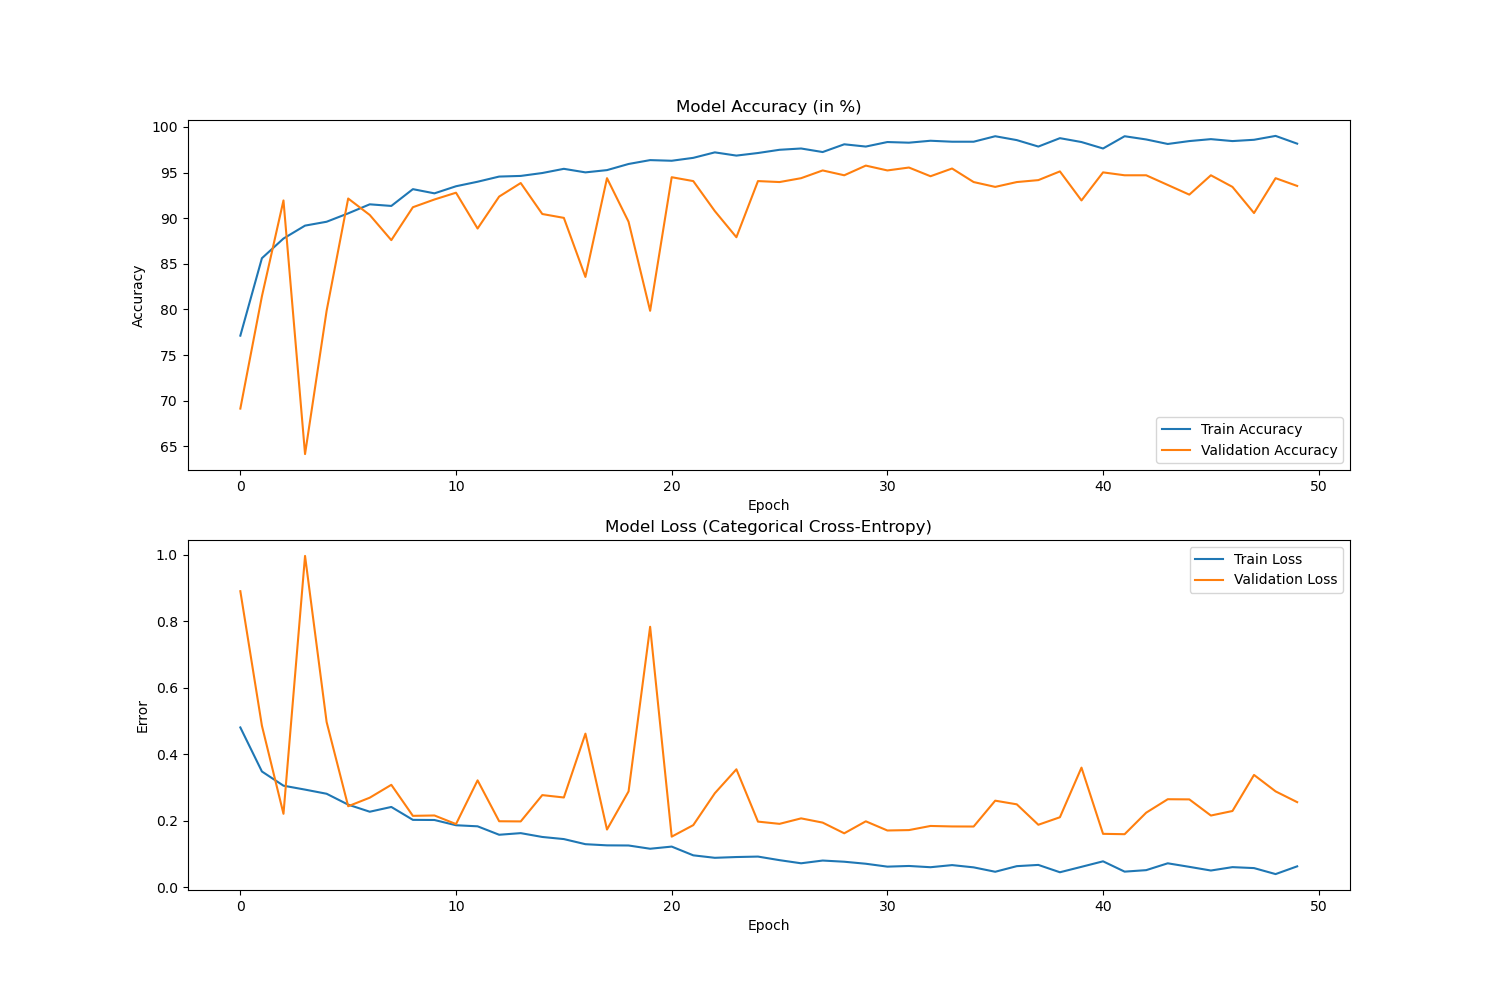 Model Accuracy (in %)
100
95
90
85
80
75
70
65
Accuracy
Train Accuracy
Validation Accuracy
0 10 20 30 40 50
Epoch
Model Loss (Categorical Cross-Entropy)
1.0
0.8
0.6
0.4
0.2
0.0
Error
Train Loss
Validation Loss
0 10 20 30 40 50
Epoch